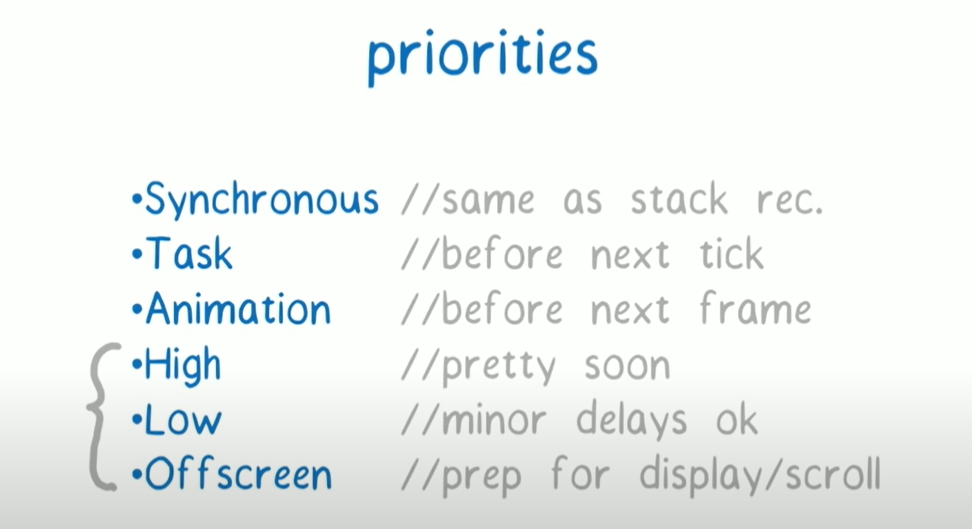 priorities
•Synchronous //same as stack rec.
•Task //before next tick
•Animation //before next frame
•High //pretty soon
•Low //minor delays ok
•Offscreen //prep for display/scroll